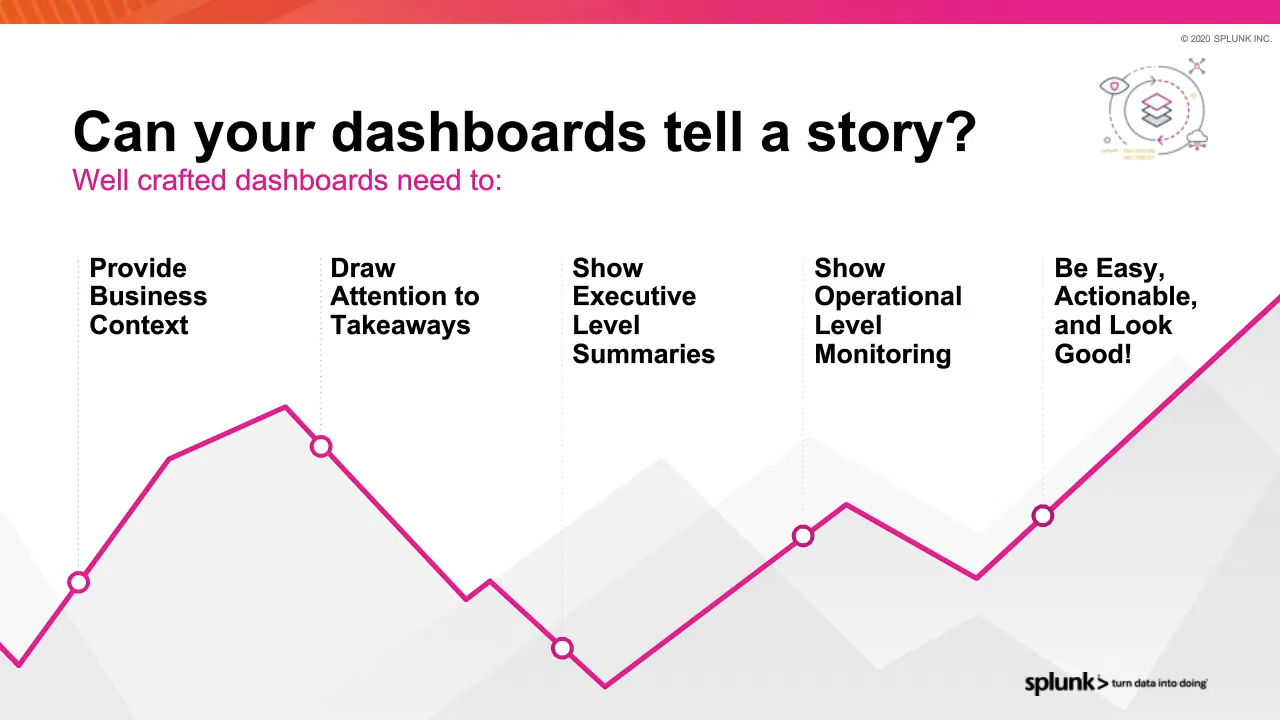 © 2020 SPLUNK INC.
Can your dashboards tell a story?
Well crafted dashboards need to:
Provide
Business
Context
Draw
Attention to
Takeaways
Show
Executive
Level
Summaries
Show
Operational
Level
Monitoring
Be Easy,
Actionable,
and Look
Good!
splunk> turn data into doing